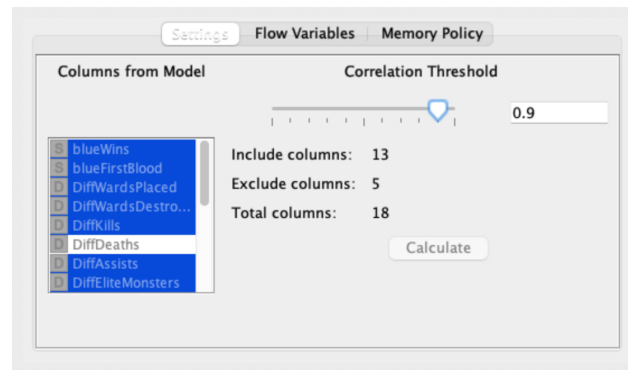 Settings Flow Variables Memory Policy
Columns from Model
Correlation Threshold
0.9
S blueWins
S blueFirstBlood
D DiffWardsPlaced
D DiffWardsDestro...
D DiffKills
D DiffDeaths
D DiffAssists
D DiffEliteMonsters
Include columns: 13
Exclude columns: 5
Total columns: 18
Calculate